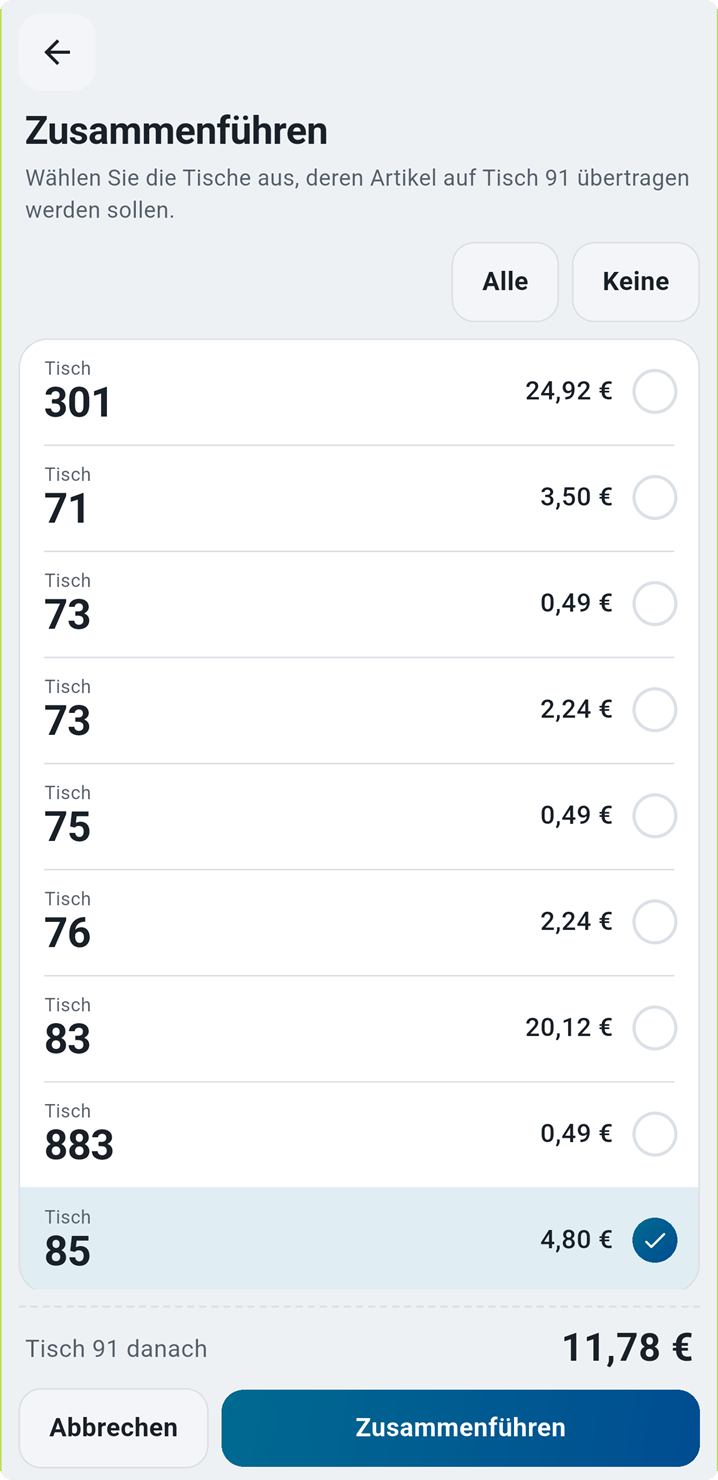 Zusammenführen
Wählen Sie die Tische aus, deren Artikel auf Tisch 91 übertragen
werden sollen.
Alle Keine
Tisch
301 24,92 €
Tisch
71 3,50 €
Tisch
73 0,49 €
Tisch
73 2,24 €
Tisch
75 0,49 €
Tisch
76 2,24 €
Tisch
83 20,12 €
Tisch
883 0,49 €
Tisch
85 4,80 €
Tisch 91 danach 11,78 €
Abbrechen Zusammenführen